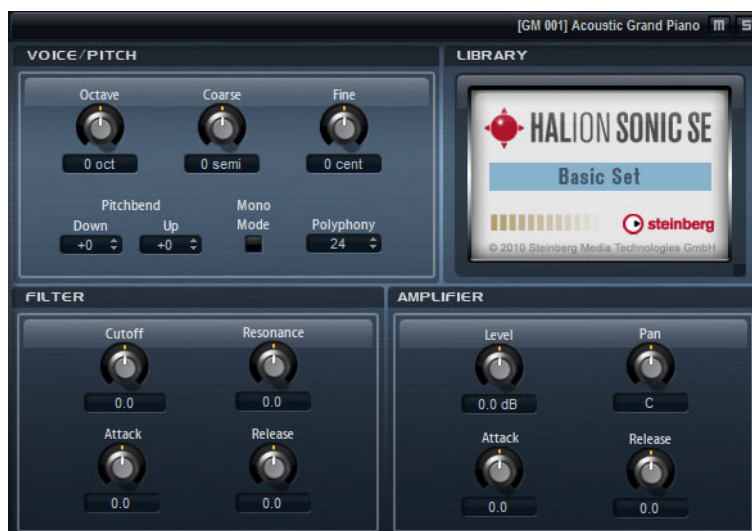 [GM 001] Acoustic Grand Piano M S
VOICE/PITCH
Octave Coarse Fine
0 oct 0 semi 0 cent
Pitchbend
Down Up
+0 +0
Mono
Mode
Polyphony
24
LIBRARY
HALION SONIC SE
Basic Set
steinberg
© 2010 Steinberg Media Technologies GmbH
FILTER
Cutoff Resonance
0.0 0.0
Attack Release
0.0 0.0
AMPLIFIER
Level Pan
0.0 dB C
Attack Release
0.0 0.0